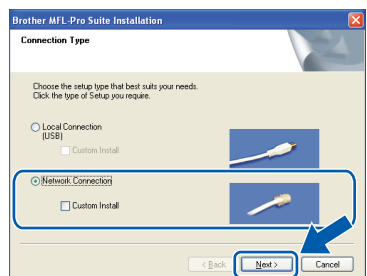 Brother MFL-Pro Suite Installation
Connection Type
Choose the setup type that best suits your needs.
Click the type of Setup you require.
Local Connection
(USB)
Custom Install
Network Connection
Custom Install
< Back
Next >
Cancel